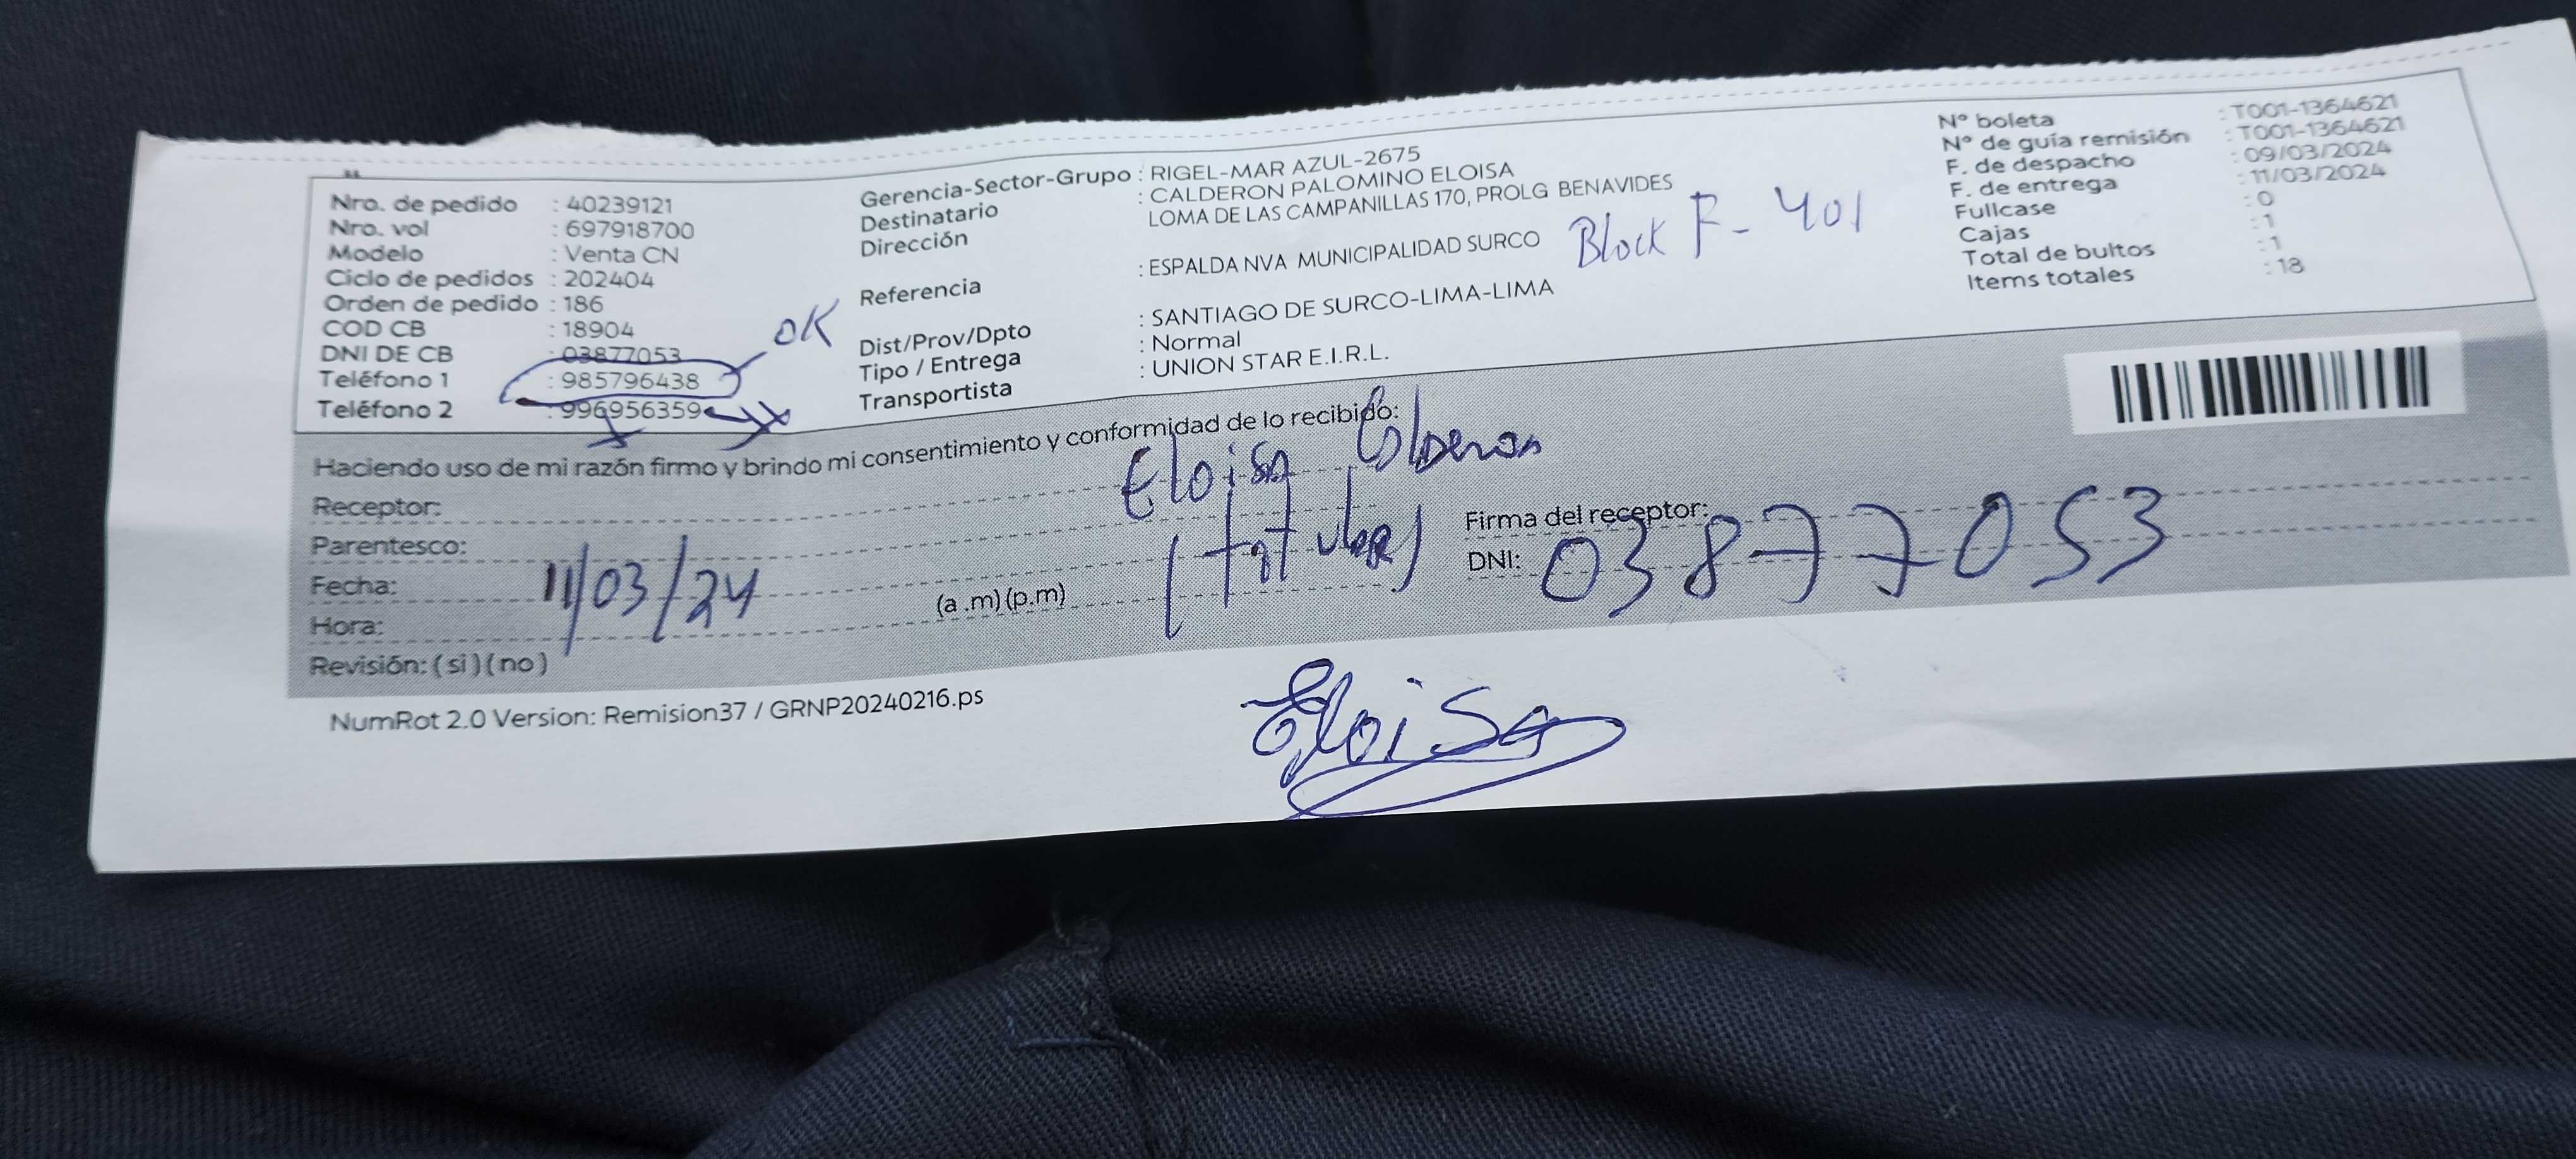 Nro. de pedido : 40239121
Nro. vol : 697918700
Modelo : Venta CN
Ciclo de pedidos : 202404
Orden de pedido : 186
COD CB : 18904
DNI DE CB : 03877053
Teléfono 1 : 985796438
OK
Teléfono 2 : 996956359
Gerencia-Sector-Grupo : RIGEL-MAR AZUL-2675
Destinatario : CALDERON PALOMINO ELOISA
Dirección LOMA DE LAS CAMPANILLAS 170, PROLG BENAVIDES
Block F - 401
Referencia : ESPALDA NVA MUNICIPALIDAD SURCO
Dist/Prov/Dpto : SANTIAGO DE SURCO-LIMA-LIMA
Tipo / Entrega : Normal
Transportista : UNION STAR E.I.R.L.
N° boleta : T001-1364621
N° de guía remisión : T001-1364621
F. de despacho : 09/03/2024
F. de entrega : 11/03/2024
Fullcase : 0
Cajas : 1
Total de bultos : 1
Items totales : 18
Haciendo uso de mi razón firmo y brindo mi consentimiento y conformidad de lo recibido:
Receptor: Eloisa Calderon
Parentesco:
Fecha: 11/03/24
Hora: (a .m) (p.m)
Revisión: ( si ) ( no )
Firma del receptor:
DNI: 03877053
NumRot 2.0 Version: Remision37 / GRNP20240216.ps
Eloisa